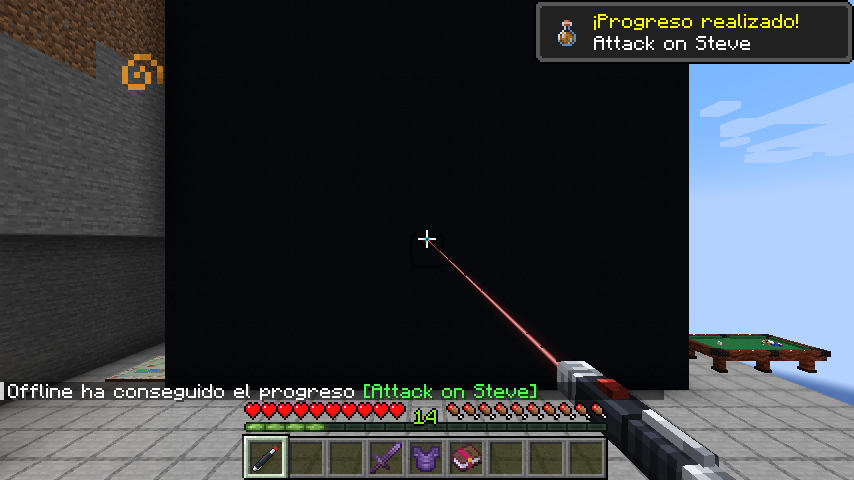 ¡Progreso realizado!
Attack on Steve
Offline ha conseguido el progreso [Attack on Steve]
14